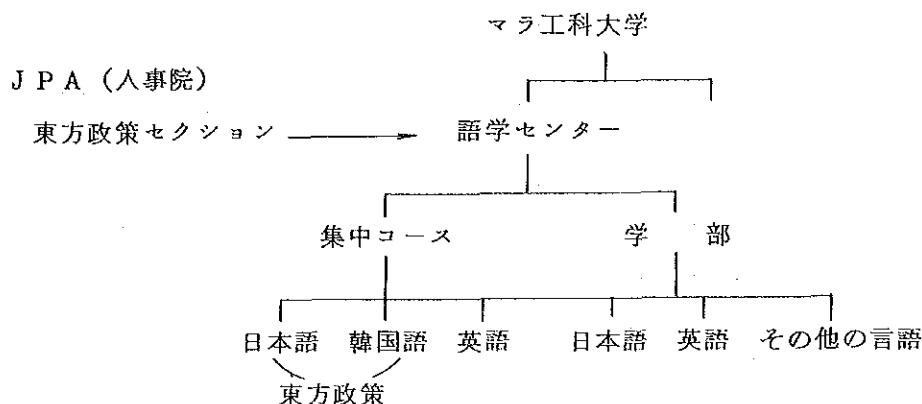 マラ工科大学
JPA（人事院）
東方政策セクション
語学センター
集中コース 学部
日本語 韓国語 英語 日本語 英語 その他の言語
東方政策